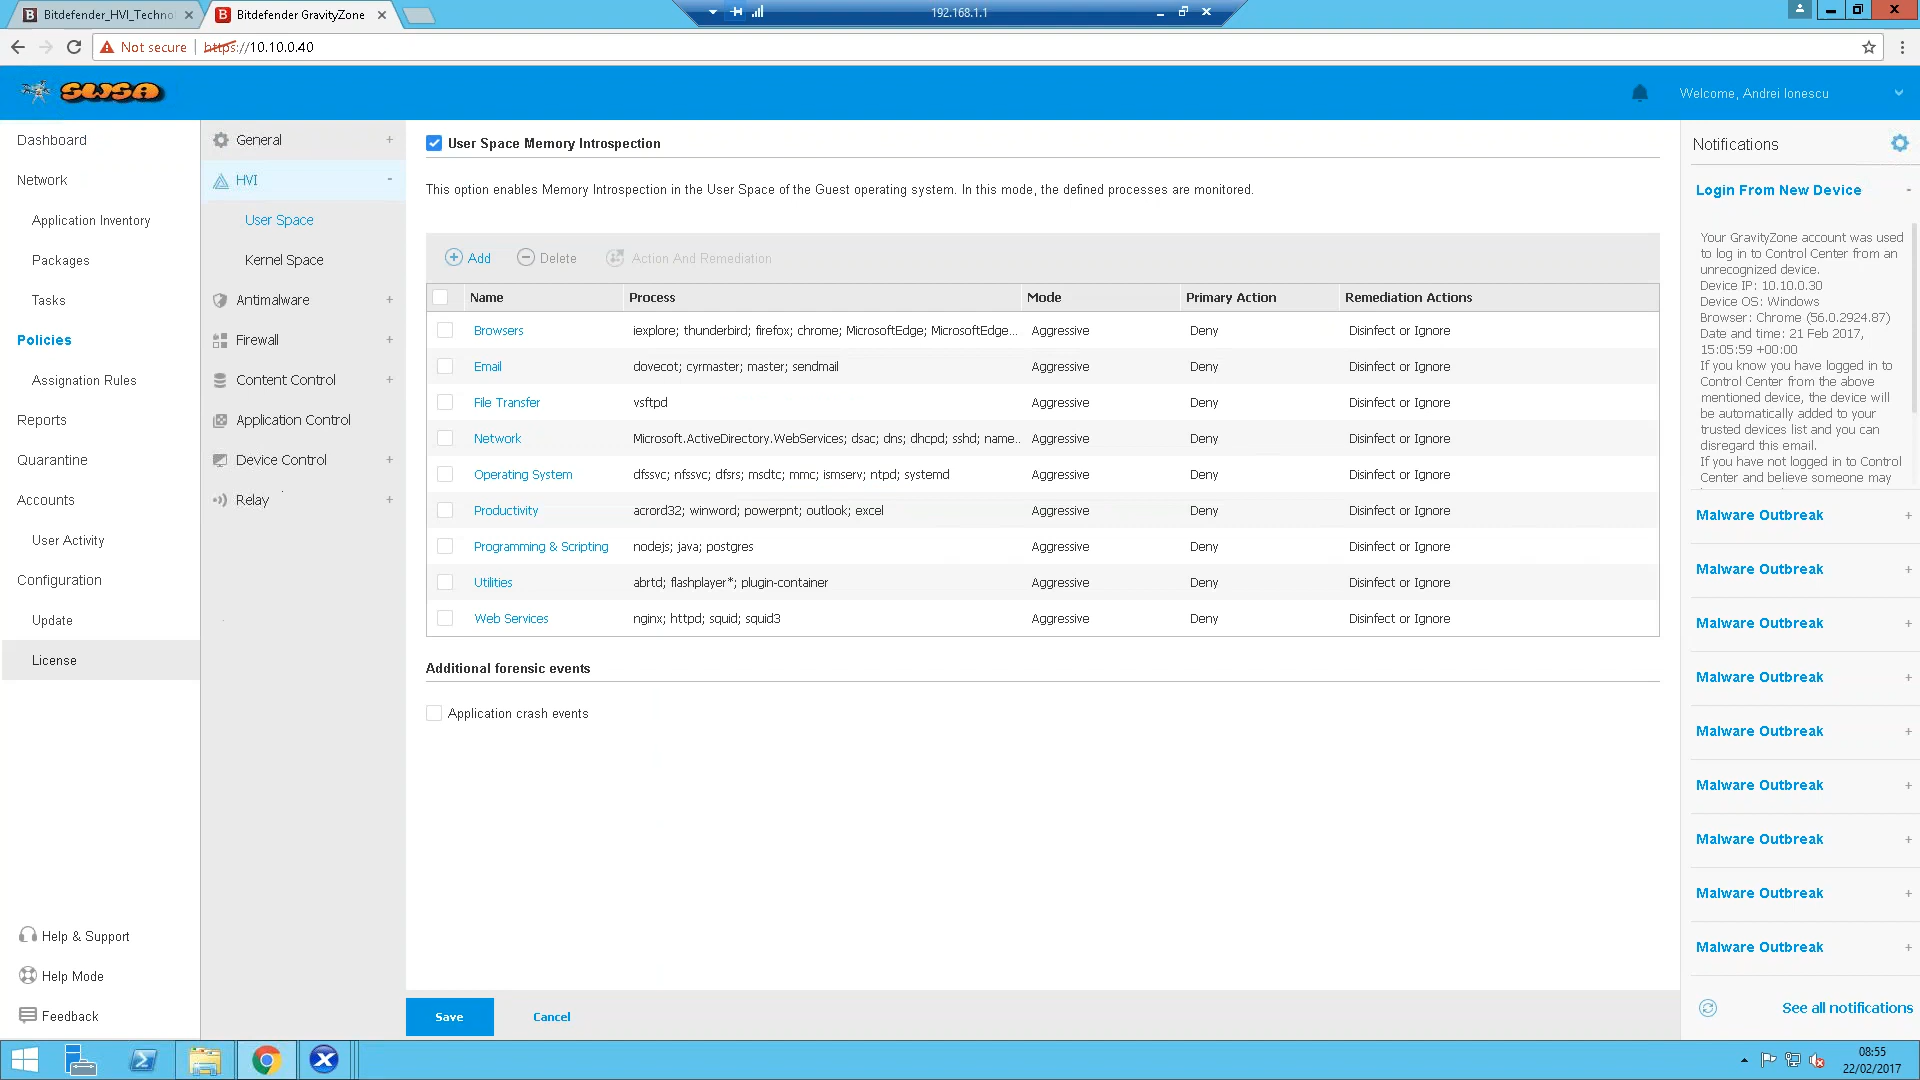 Bitdefender_HVI_Techno
Bitdefender GravityZone
192.168.1.1
Not secure
https://10.10.0.40
SUSA
Welcome, Andrei Ionescu
Dashboard
Network
Application Inventory
Packages
Tasks
Policies
Assignation Rules
Reports
Quarantine
Accounts
User Activity
Configuration
Update
License
Help & Support
Help Mode
Feedback
General +
HVI -
User Space
Kernel Space
Antimalware +
Firewall +
Content Control +
Application Control
Device Control +
Relay +
User Space Memory Introspection
This option enables Memory Introspection in the User Space of the Guest operating system. In this mode, the defined processes are monitored.
Add Delete Action And Remediation
Name Process Mode Primary Action Remediation Actions
Browsers iexplore; thunderbird; firefox; chrome; MicrosoftEdge; MicrosoftEdge... Aggressive Deny Disinfect or Ignore
Email dovecot; cyrmaster; master; sendmail Aggressive Deny Disinfect or Ignore
File Transfer vsftpd Aggressive Deny Disinfect or Ignore
Network Microsoft.ActiveDirectory.WebServices; dsac; dns; dhcpd; sshd; name... Aggressive Deny Disinfect or Ignore
Operating System dfssvc; nfssvc; dfsrs; msdtc; mmc; ismserv; ntpd; systemd Aggressive Deny Disinfect or Ignore
Productivity acrord32; winword; powerpnt; outlook; excel Aggressive Deny Disinfect or Ignore
Programming & Scripting nodejs; java; postgres Aggressive Deny Disinfect or Ignore
Utilities abrtd; flashplayer*; plugin-container Aggressive Deny Disinfect or Ignore
Web Services nginx; httpd; squid; squid3 Aggressive Deny Disinfect or Ignore
Additional forensic events
Application crash events
Save Cancel
Notifications
Login From New Device -
Your GravityZone account was used
to log in to Control Center from an
unrecognized device.
Device IP: 10.10.0.30
Device OS: Windows
Browser: Chrome (56.0.2924.87)
Date and time: 21 Feb 2017,
15:05:59 +00:00
If you know you have logged in to
Control Center from the above
mentioned device, the device will
be automatically added to your
trusted devices list and you can
disregard this email.
If you have not logged in to Control
Center and believe someone may
Malware Outbreak +
Malware Outbreak +
Malware Outbreak +
Malware Outbreak +
Malware Outbreak +
Malware Outbreak +
Malware Outbreak +
Malware Outbreak +
Malware Outbreak +
See all notifications
08:55
22/02/2017